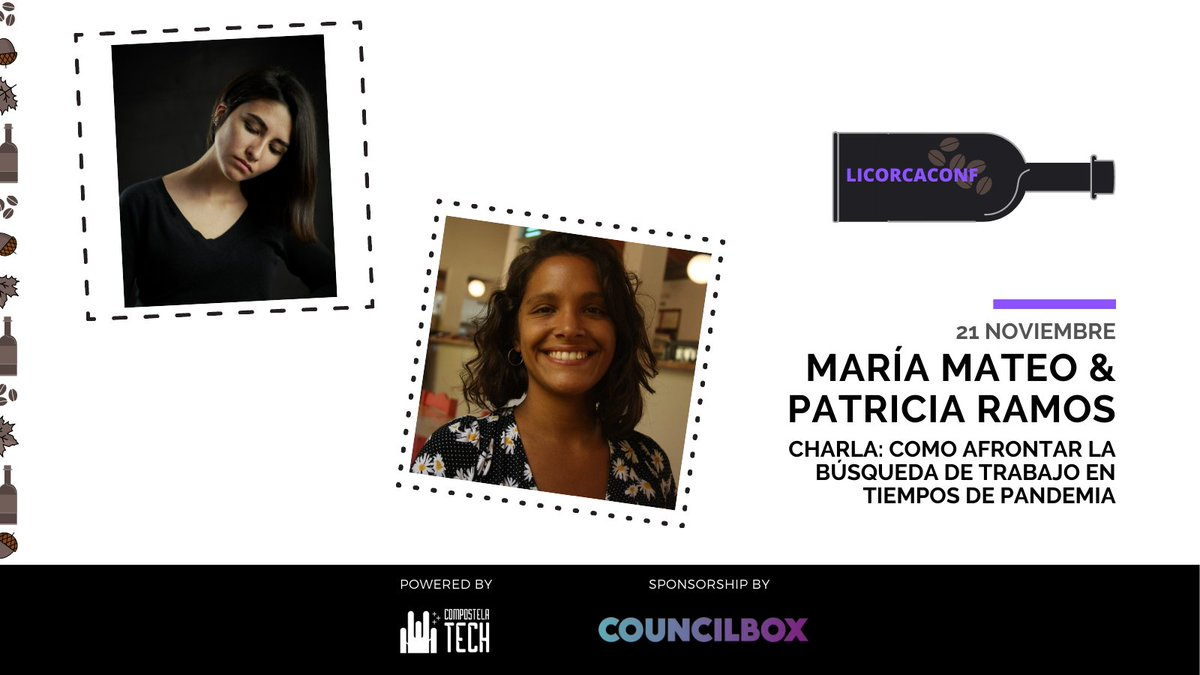 LICORCACONF
21 NOVIEMBRE
MARÍA MATEO &
PATRICIA RAMOS
CHARLA: COMO AFRONTAR LA
BÚSQUEDA DE TRABAJO EN
TIEMPOS DE PANDEMIA
POWERED BY
COMPOSTELA
TECH
SPONSORSHIP BY
COUNCILBOX